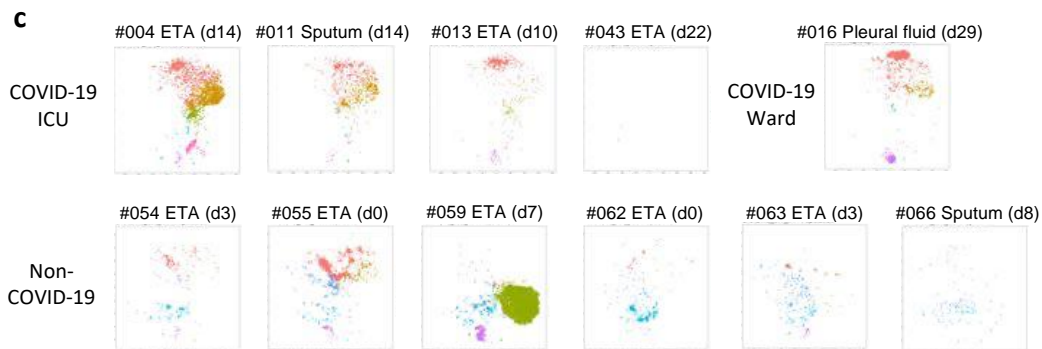 c
#004 ETA (d14)
#011 Sputum (d14)
#013 ETA (d10)
#043 ETA (d22)
#016 Pleural fluid (d29)
COVID-19
ICU
COVID-19
Ward
#054 ETA (d3)
#055 ETA (d0)
#059 ETA (d7)
#062 ETA (d0)
#063 ETA (d3)
#066 Sputum (d8)
Non-
COVID-19